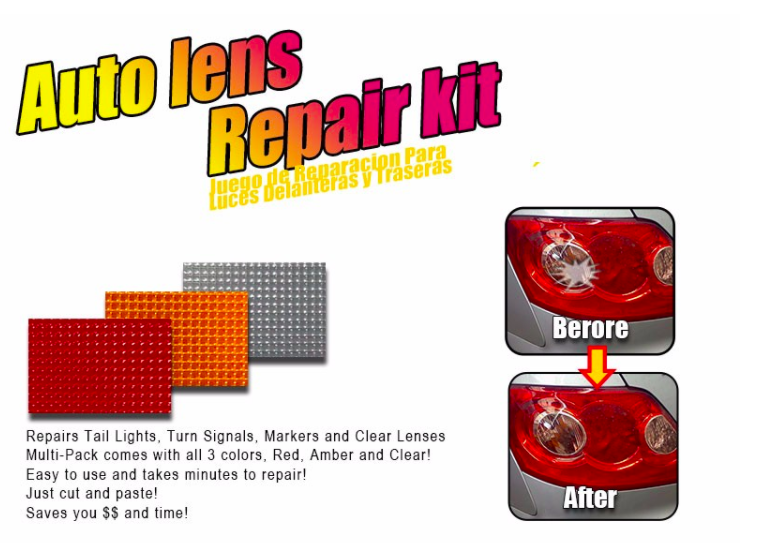 Auto lens
Repair kit
Juego de Reparacion Para
Luces Delanteras y Traseras
Berore
After
Repairs Tail Lights, Turn Signals, Markers and Clear Lenses
Multi-Pack comes with all 3 colors, Red, Amber and Clear!
Easy to use and takes minutes to repair!
Just cut and paste!
Saves you $$ and time!